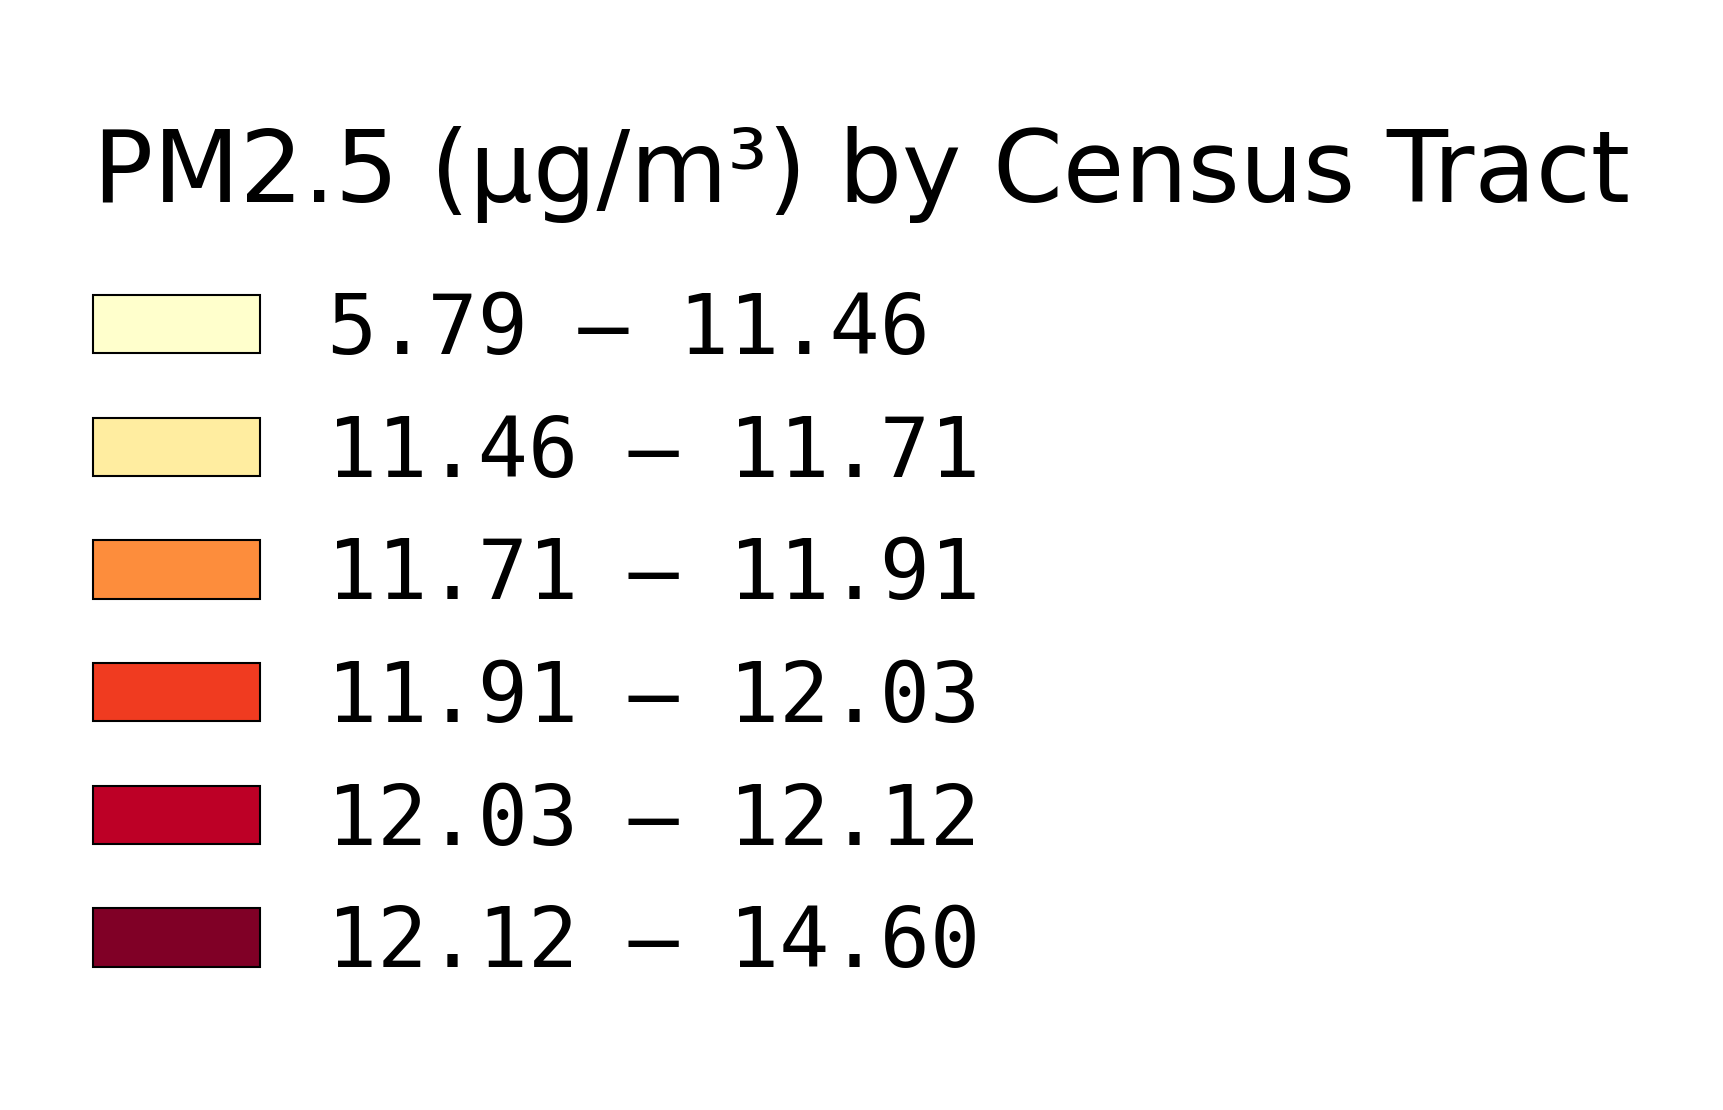 PM2.5 (µg/m³) by Census Tract
5.79 – 11.46
11.46 – 11.71
11.71 – 11.91
11.91 – 12.03
12.03 – 12.12
12.12 – 14.60